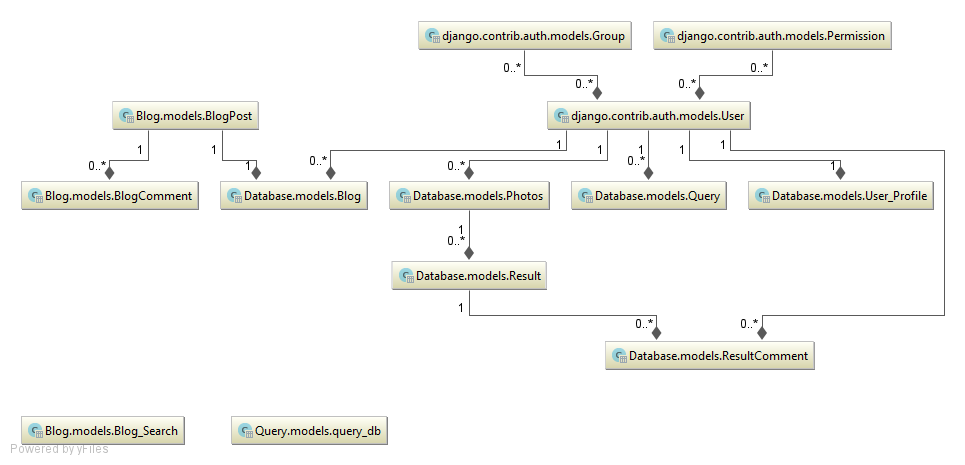 django.contrib.auth.models.Group
django.contrib.auth.models.Permission
0..*
0..*
0..*
0..*
Blog.models.BlogPost
django.contrib.auth.models.User
1
1
1
1
1
1
1
0..*
1
0..*
0..*
0..*
1
Blog.models.BlogComment
Database.models.Blog
Database.models.Photos
Database.models.Query
Database.models.User_Profile
1
0..*
Database.models.Result
1
0..*
0..*
Database.models.ResultComment
Blog.models.Blog_Search
Query.models.query_db
Powered by yFiles